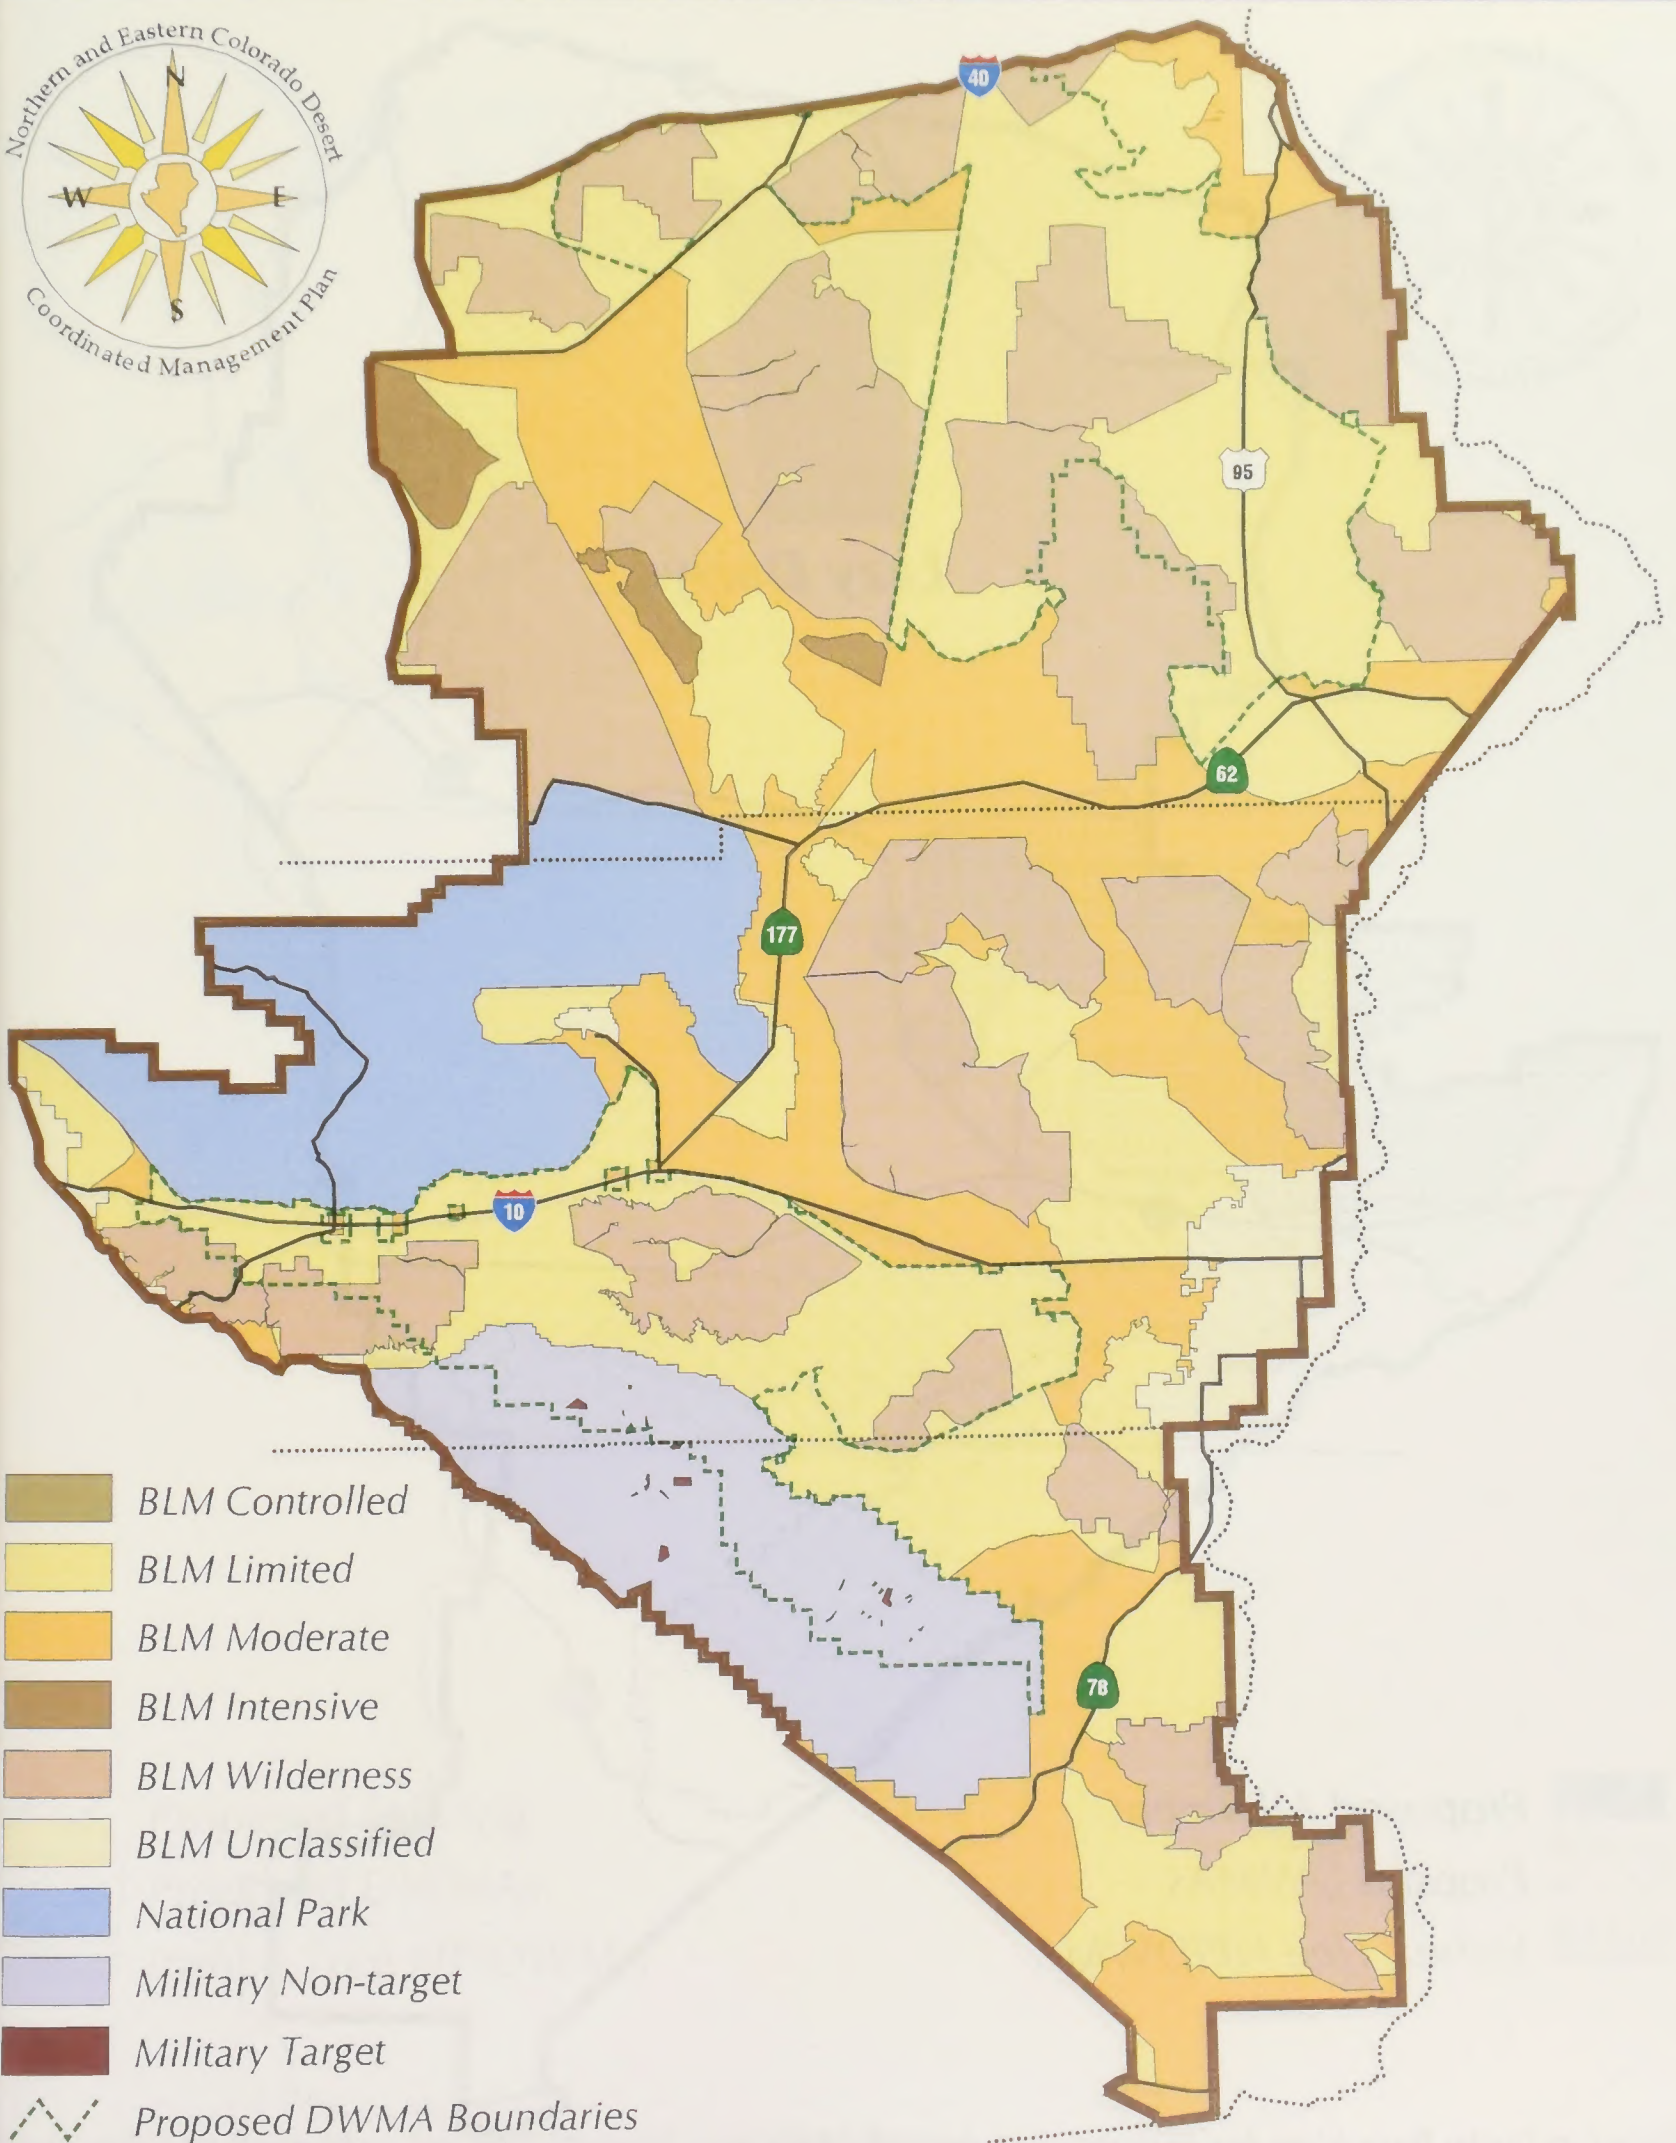 Northern and Eastern Colorado Desert
N
W
E
S
Coordinated Management Plan
40
95
62
177
10
78
BLM Controlled
BLM Limited
BLM Moderate
BLM Intensive
BLM Wilderness
BLM Unclassified
National Park
Military Non-target
Military Target
Proposed DWMA Boundaries